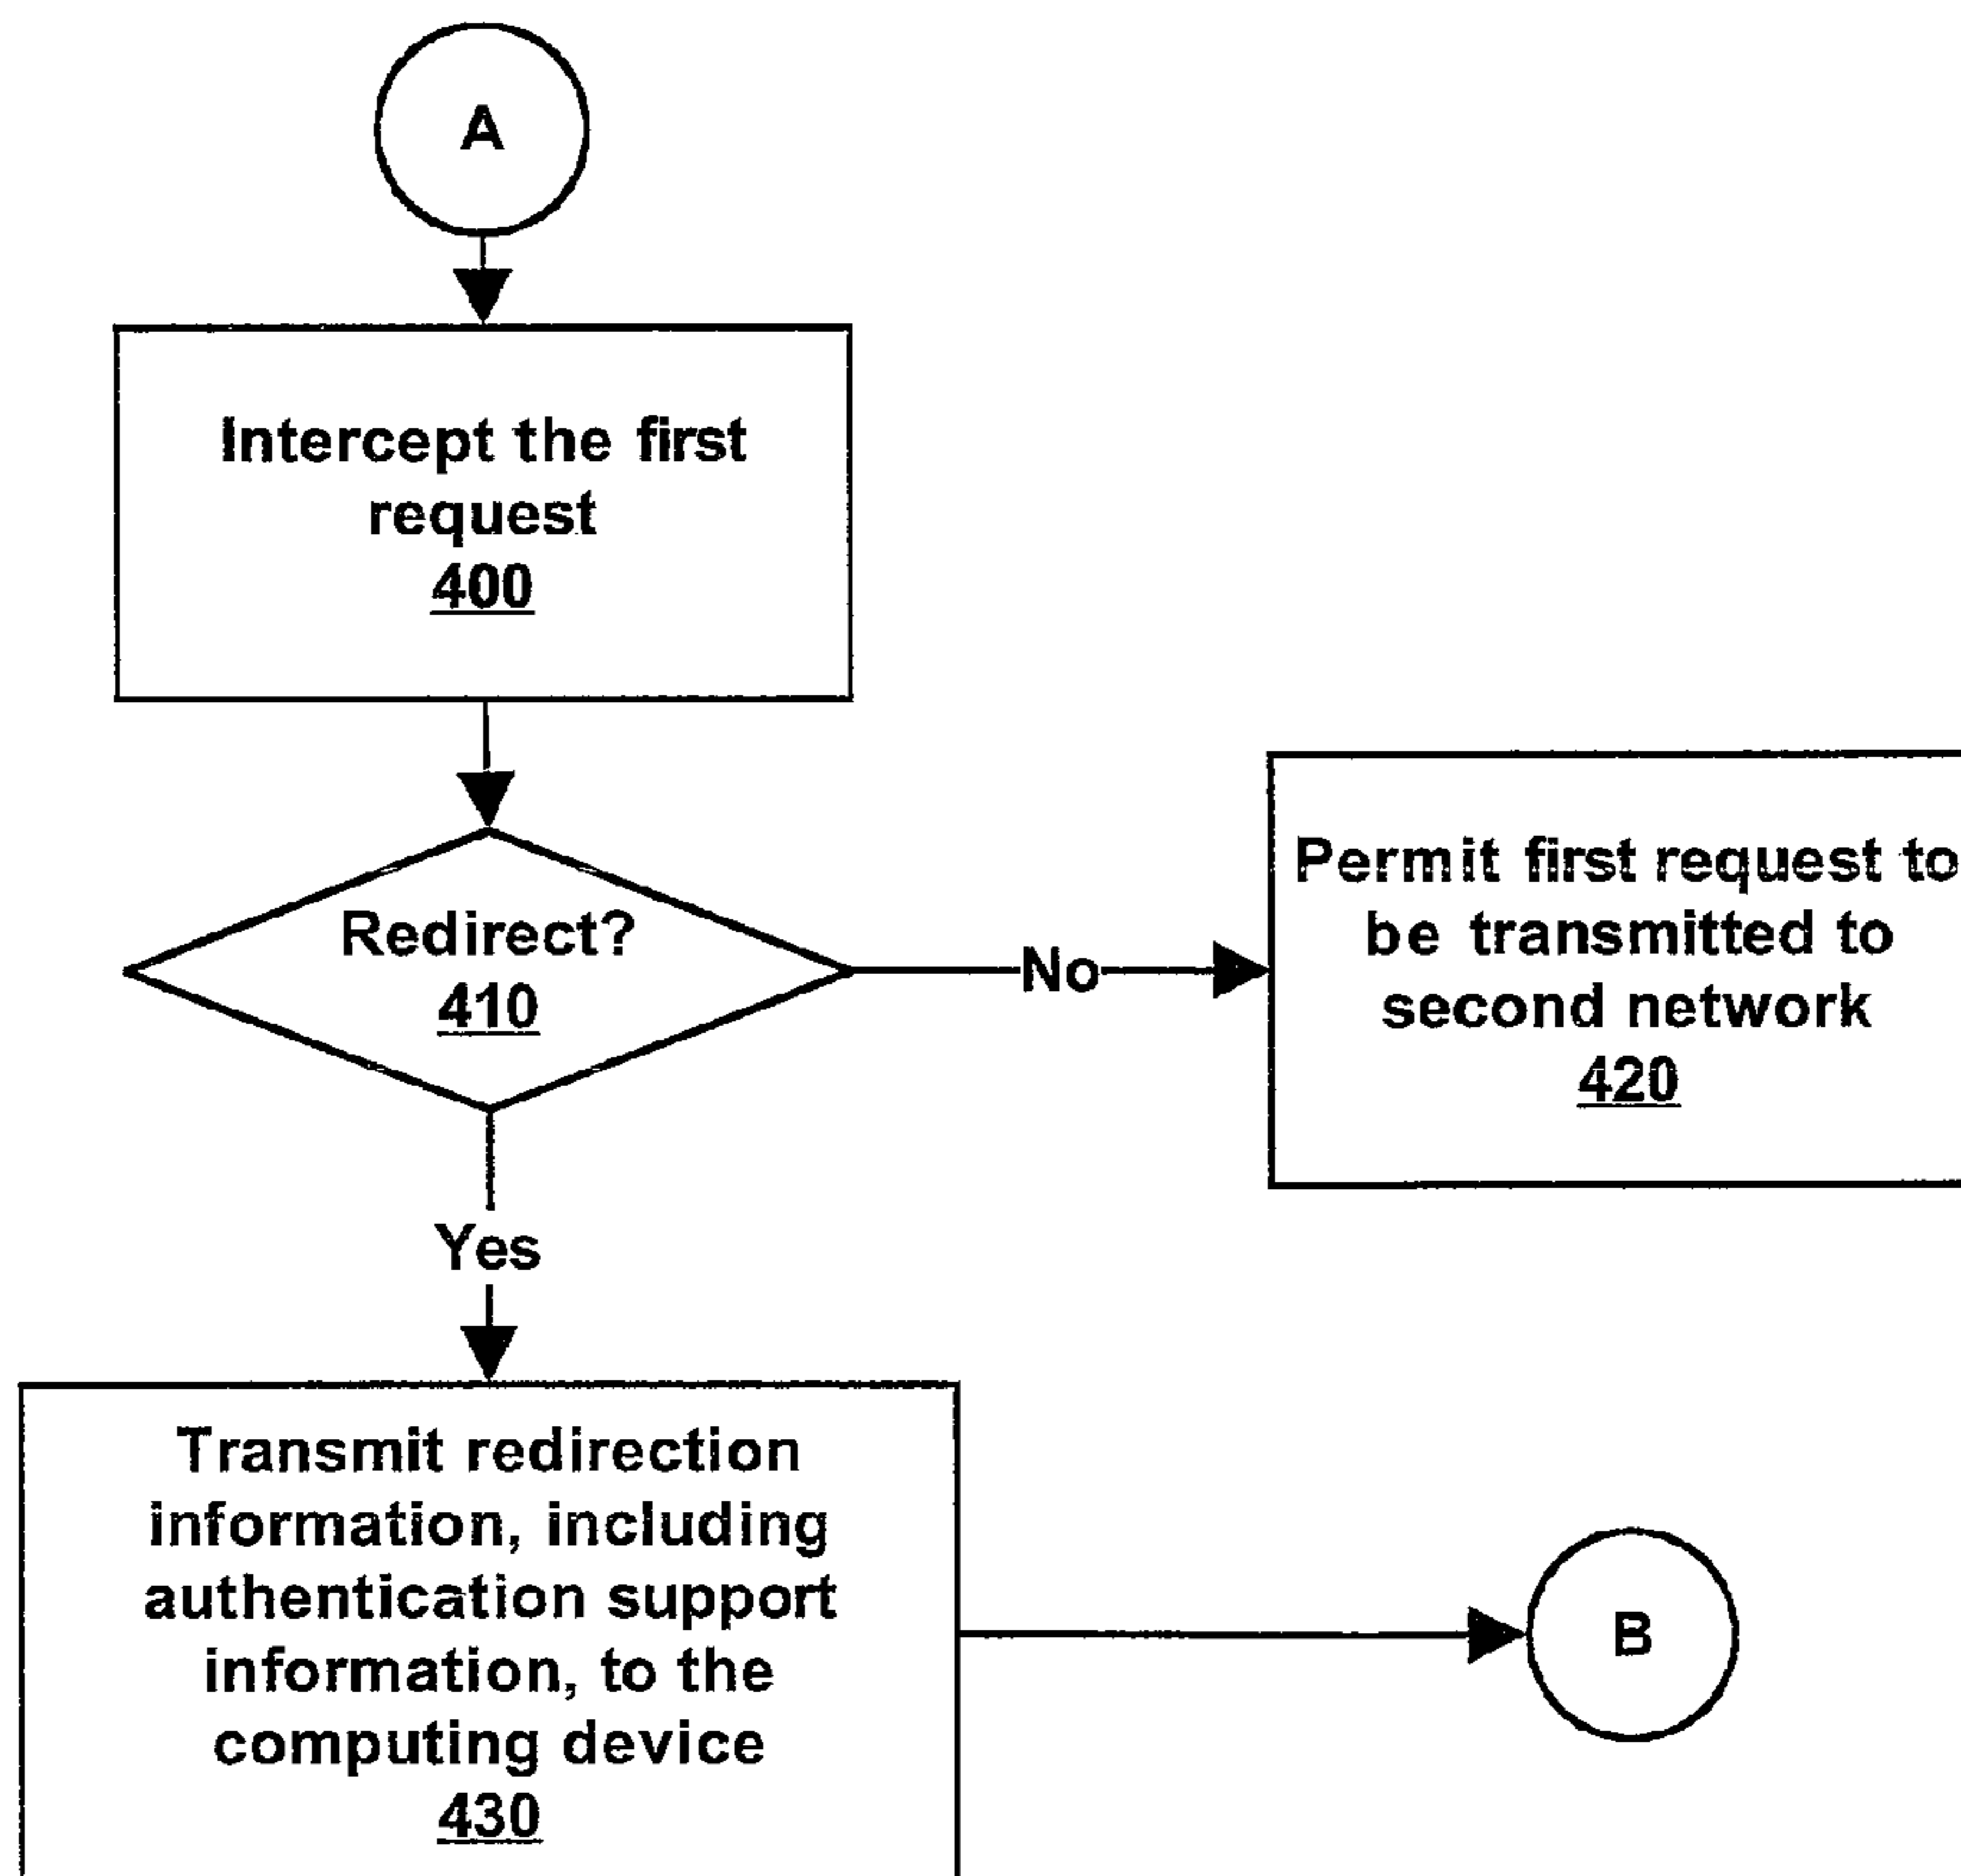 A
Intercept the first
request
400
Redirect?
410
No
Permit first request to
be transmitted to
second network
420
Yes
Transmit redirection
information, including
authentication support
information, to the
computing device
430
B